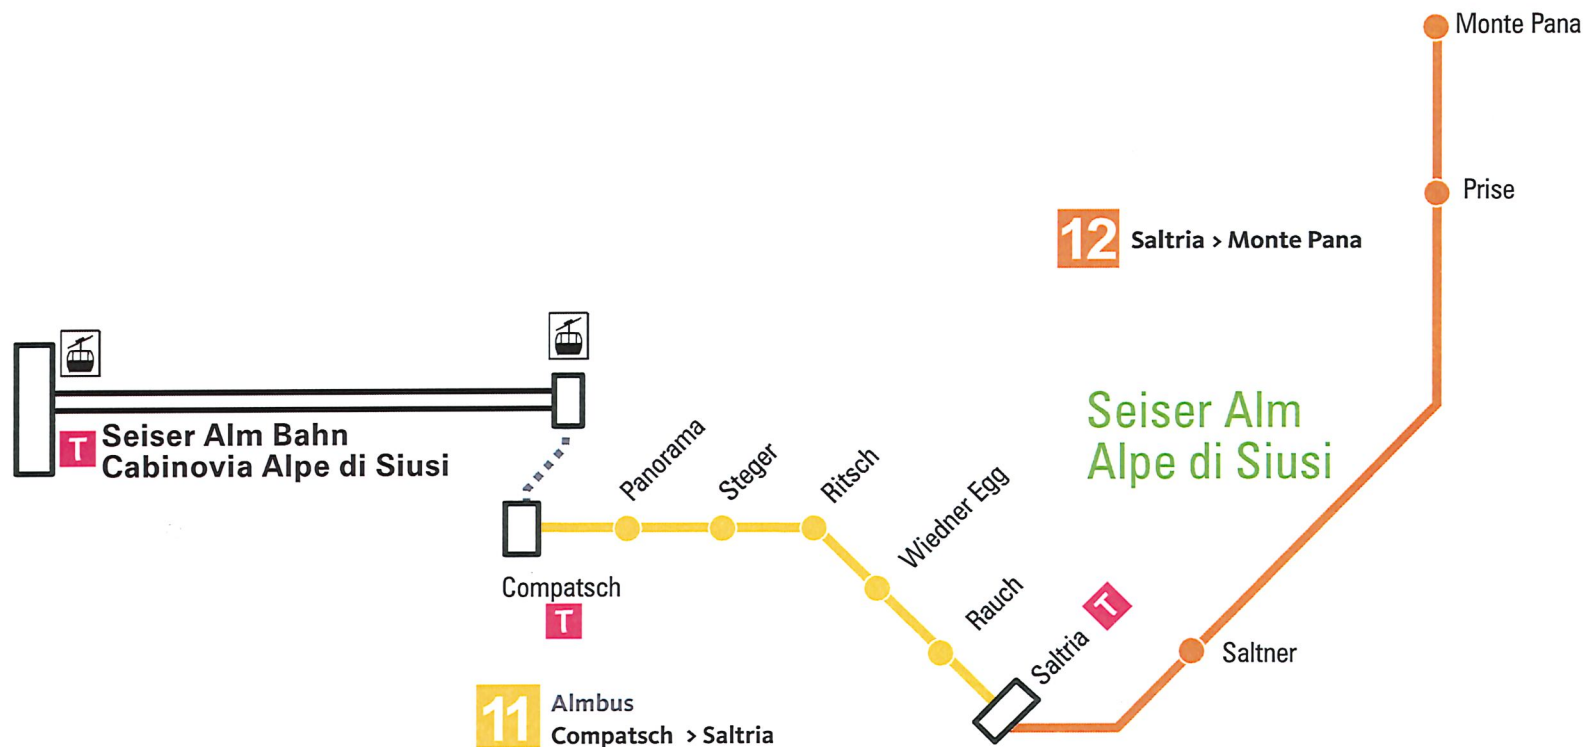 Monte Pana
Prise
12 Saltria > Monte Pana
T Seiser Alm Bahn
Cabinovia Alpe di Siusi
Seiser Alm
Alpe di Siusi
Panorama
Steger
Ritsch
Wiedner Egg
Rauch
Saltria T
Compatsch
T
Saltner
11 Almbus
Compatsch > Saltria